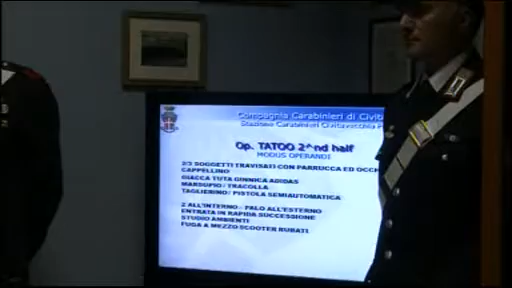 Compagnia Carabinieri di Civit
Stazione Carabinieri Civitavecchia
Op. TATOO 2^nd half
MODUS OPERANDI
2/3 SOGGETTI TRAVISATI CON PARRUCCA ED OCCH
CAPPELLINO
GIACCA TUTA GINNICA ADIDAS
MARSUPIO/ TRACOLLA
TAGLIERINO/ PISTOLA SEMIAUTOMATICA
2 ALL'INTERNO - PALO ALL'ESTERNO
ENTRATA IN RAPIDA SUCCESSIONE
STUDIO AMBIENTI
FUGA A MEZZO SCOOTER RUBATI